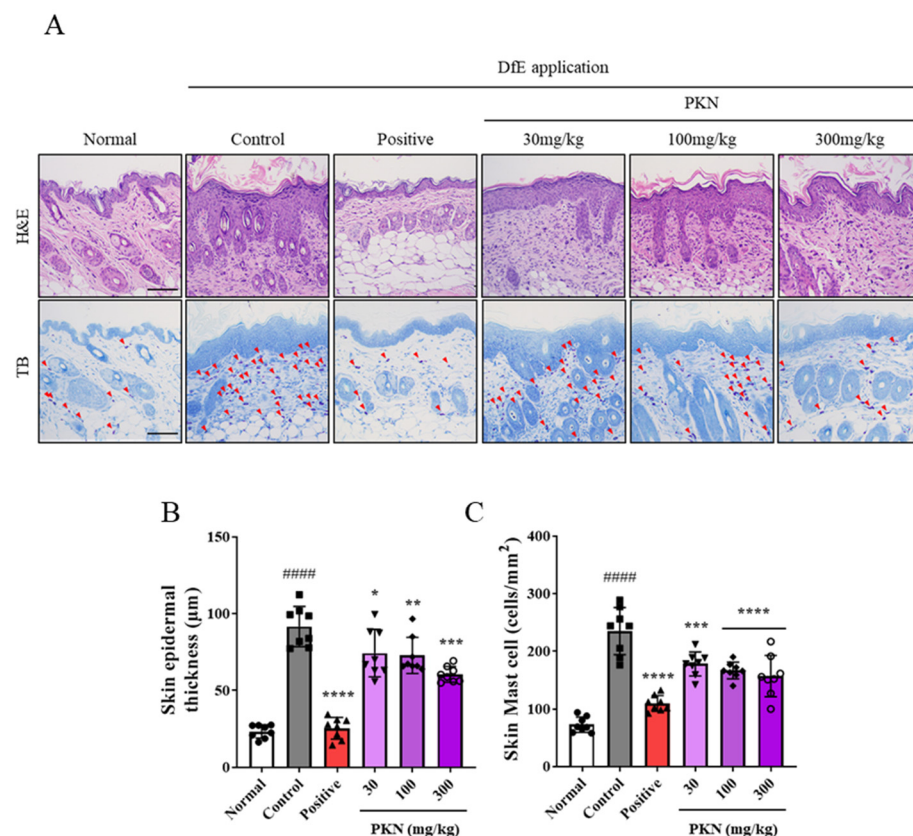 A
DfE application
PKN
Normal Control Positive 30mg/kg 100mg/kg 300mg/kg
H&E
TB
B
Skin epidermal
thickness (μm)
150
100
50
0
####
****
*
**
***
Normal Control Positive 30 100 300
PKN (mg/kg)
C
Skin Mast cell (cells/mm²)
400
300
200
100
0
####
****
***
****
Normal Control Positive 30 100 300
PKN (mg/kg)